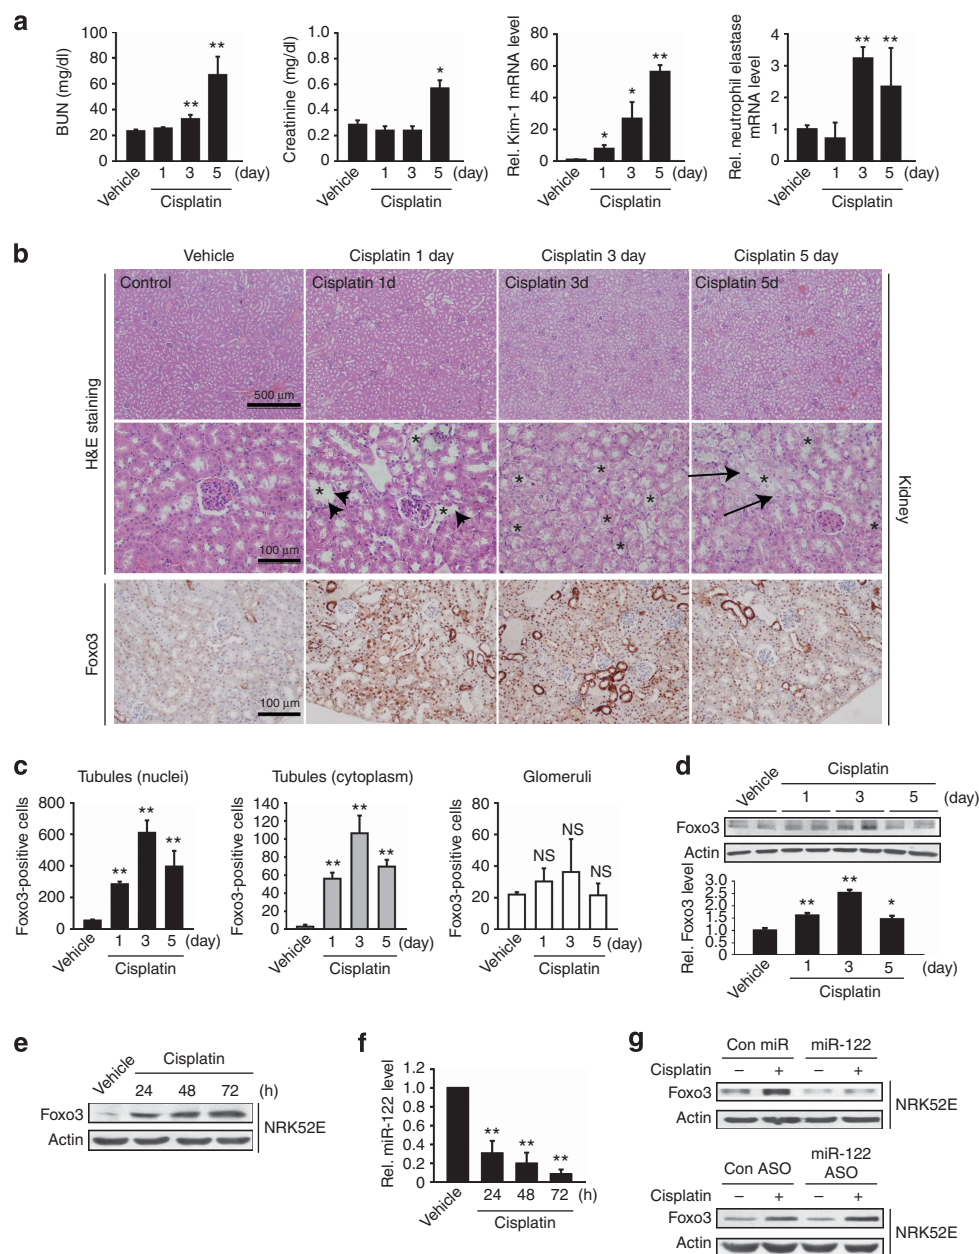 a
BUN (mg/dl)
100
80
60
40
20
0
**
**
Vehicle
1 3 5 (day)
Cisplatin
Creatinine (mg/dl)
1.0
0.8
0.6
0.4
0.2
0
*
Vehicle
1 3 5 (day)
Cisplatin
Rel. Kim-1 mRNA level
80
60
40
20
0
*
*
**
Vehicle
1 3 5 (day)
Cisplatin
Rel. neutrophil elastase
mRNA level
4
3
2
1
0
** **
Vehicle
1 3 5 (day)
Cisplatin
b
Vehicle Cisplatin 1 day Cisplatin 3 day Cisplatin 5 day
Control Cisplatin 1d Cisplatin 3d Cisplatin 5d
500 μm
H&E staining
100 μm
Kidney
Foxo3
100 μm
c
Tubules (nuclei)
Foxo3-positive cells
800
600
400
200
0
**
**
**
Vehicle
1 3 5 (day)
Cisplatin
Tubules (cytoplasm)
Foxo3-positive cells
140
120
100
80
60
40
20
0
**
**
**
Vehicle
1 3 5 (day)
Cisplatin
Glomeruli
Foxo3-positive cells
80
60
40
20
0
NS
NS
NS
Vehicle
1 3 5 (day)
Cisplatin
d
Vehicle
Cisplatin
1 3 5 (day)
Foxo3
Actin
Rel. Foxo3 level
3.0
2.5
2.0
1.5
1.0
0.5
0
**
**
*
Vehicle
1 3 5 (day)
Cisplatin
e
Vehicle
Cisplatin
24 48 72 (h)
Foxo3
Actin
NRK52E
f
Rel. miR-122 level
1.2
1.0
0.8
0.6
0.4
0.2
0
**
**
**
Vehicle
24 48 72 (h)
Cisplatin
g
Con miR miR-122
Cisplatin – + – +
Foxo3
Actin
NRK52E
Con ASO miR-122
ASO
Cisplatin – + – +
Foxo3
Actin
NRK52E